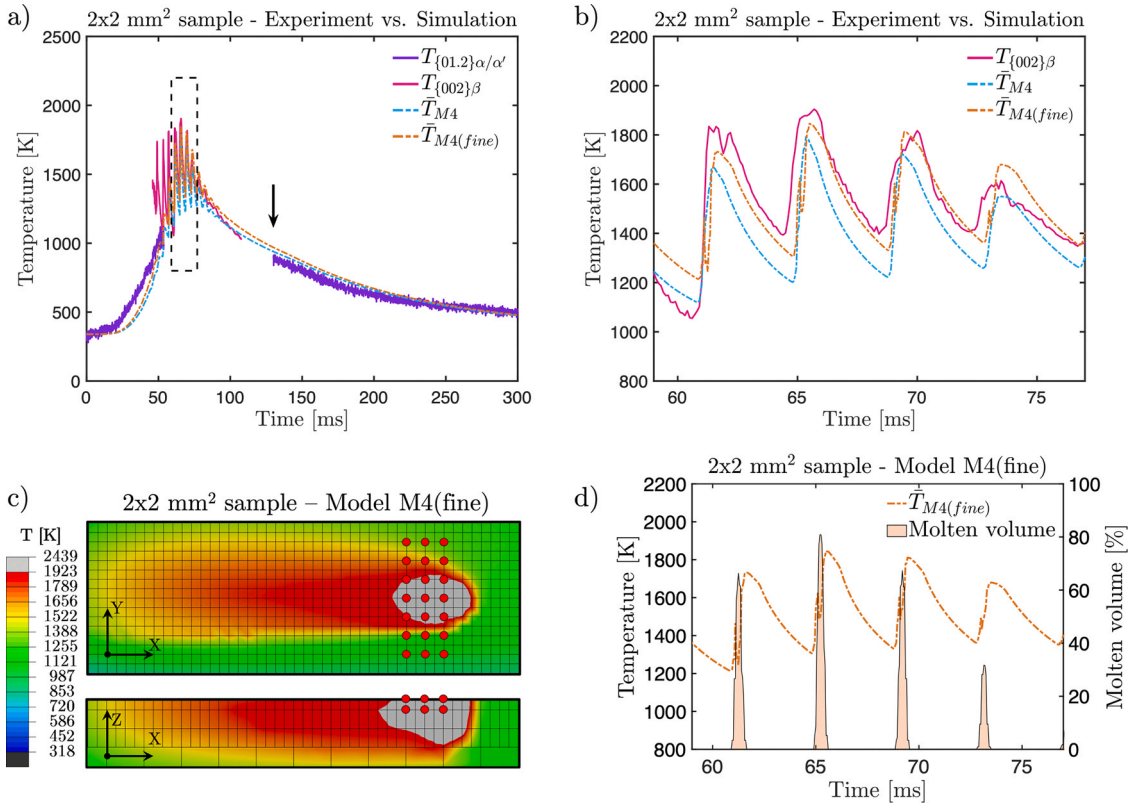 a)
2x2 mm² sample - Experiment vs. Simulation
2500
2000
1500
1000
500
0
Temperature [K]
T{01.2}α/α′
T{002}β
T̄M4
T̄M4(fine)
0 50 100 150 200 250 300
Time [ms]
b)
2x2 mm² sample - Experiment vs. Simulation
2200
2000
1800
1600
1400
1200
1000
800
Temperature [K]
T{002}β
T̄M4
T̄M4(fine)
60 65 70 75
Time [ms]
c)
2x2 mm² sample – Model M4(fine)
T [K]
2439
1923
1789
1656
1522
1388
1255
1121
987
853
720
586
452
318
Y
X
Z
X
d)
2x2 mm² sample - Model M4(fine)
2200
2000
1800
1600
1400
1200
1000
800
Temperature [K]
T̄M4(fine)
Molten volume
100
80
60
40
20
0
Molten volume [%]
60 65 70 75
Time [ms]